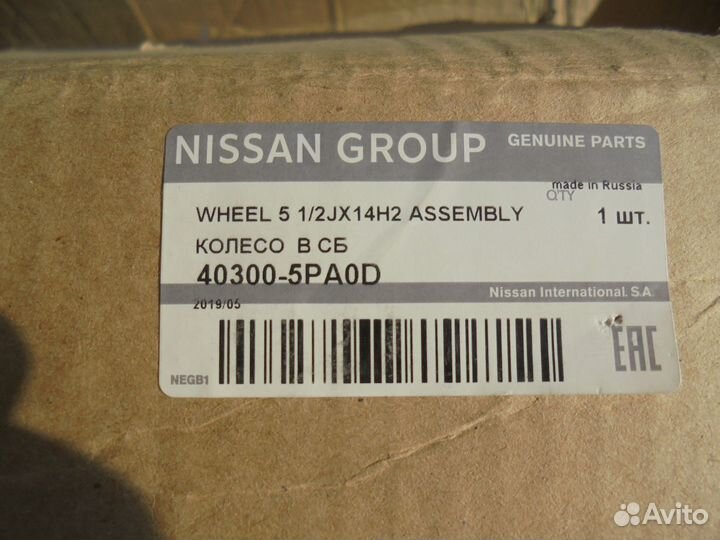 NISSAN GROUP
GENUINE PARTS
made in Russia
Q'TY
WHEEL 5 1/2JX14H2 ASSEMBLY
1 шт.
КОЛЕСО В СБ
40300-5PA0D
Nissan International. S.A.
2019/05
NEGB1
EAC
Avito